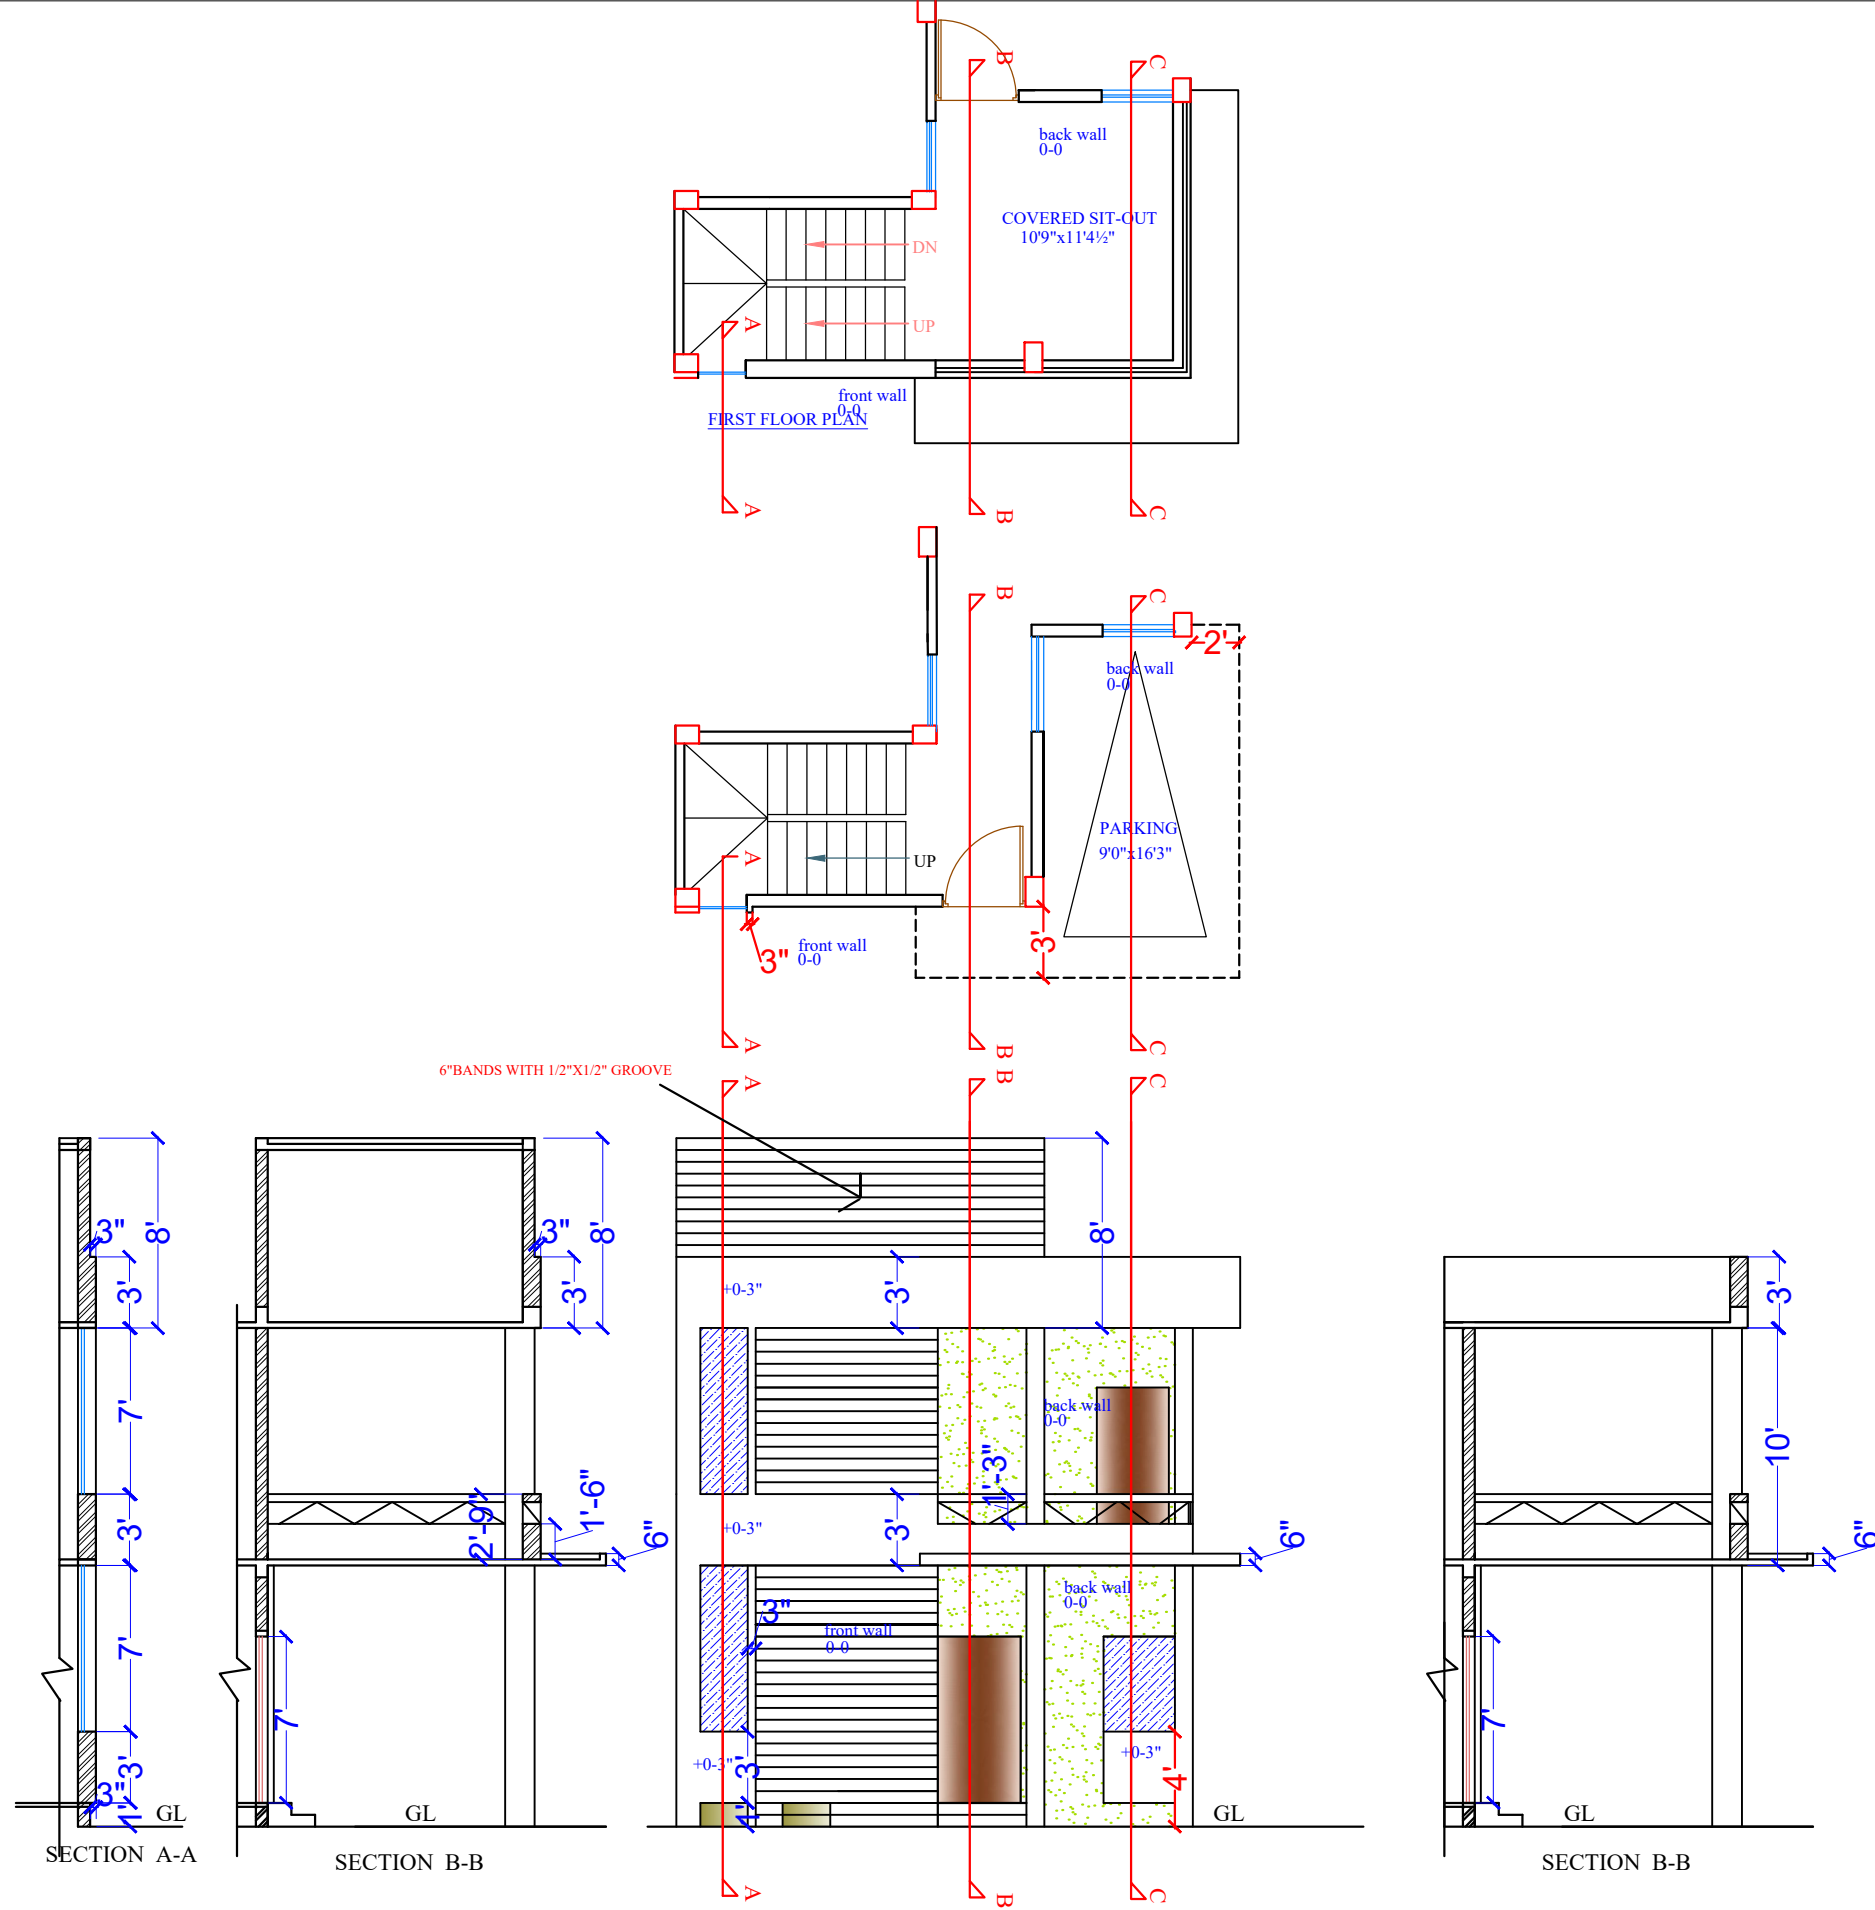 B
C
back wall
0-0
COVERED SIT-OUT
10'9"x11'4½"
DN
A
UP
front wall
0-0
FIRST FLOOR PLAN
A
B
C
B
C
2'
back wall
0-0
PARKING
9'0"x16'3"
A
UP
3'
3"
front wall
0-0
A
B
C
6"BANDS WITH 1/2"X1/2" GROOVE
A
B
C
3"
8'
3'
7'
3'
7'
3'
3"
1'
GL
SECTION A-A
3"
8'
3'
2'-9"
1'-6"
6"
7'
GL
SECTION B-B
8'
+0-3"
3'
back wall
0-0
1'-3"
+0-3"
3'
6"
back wall
0-0
3"
front wall
0-0
+0-3"
3'
+0-3"
4'
1'
GL
A
B
C
3'
10'
6"
7'
GL
SECTION B-B